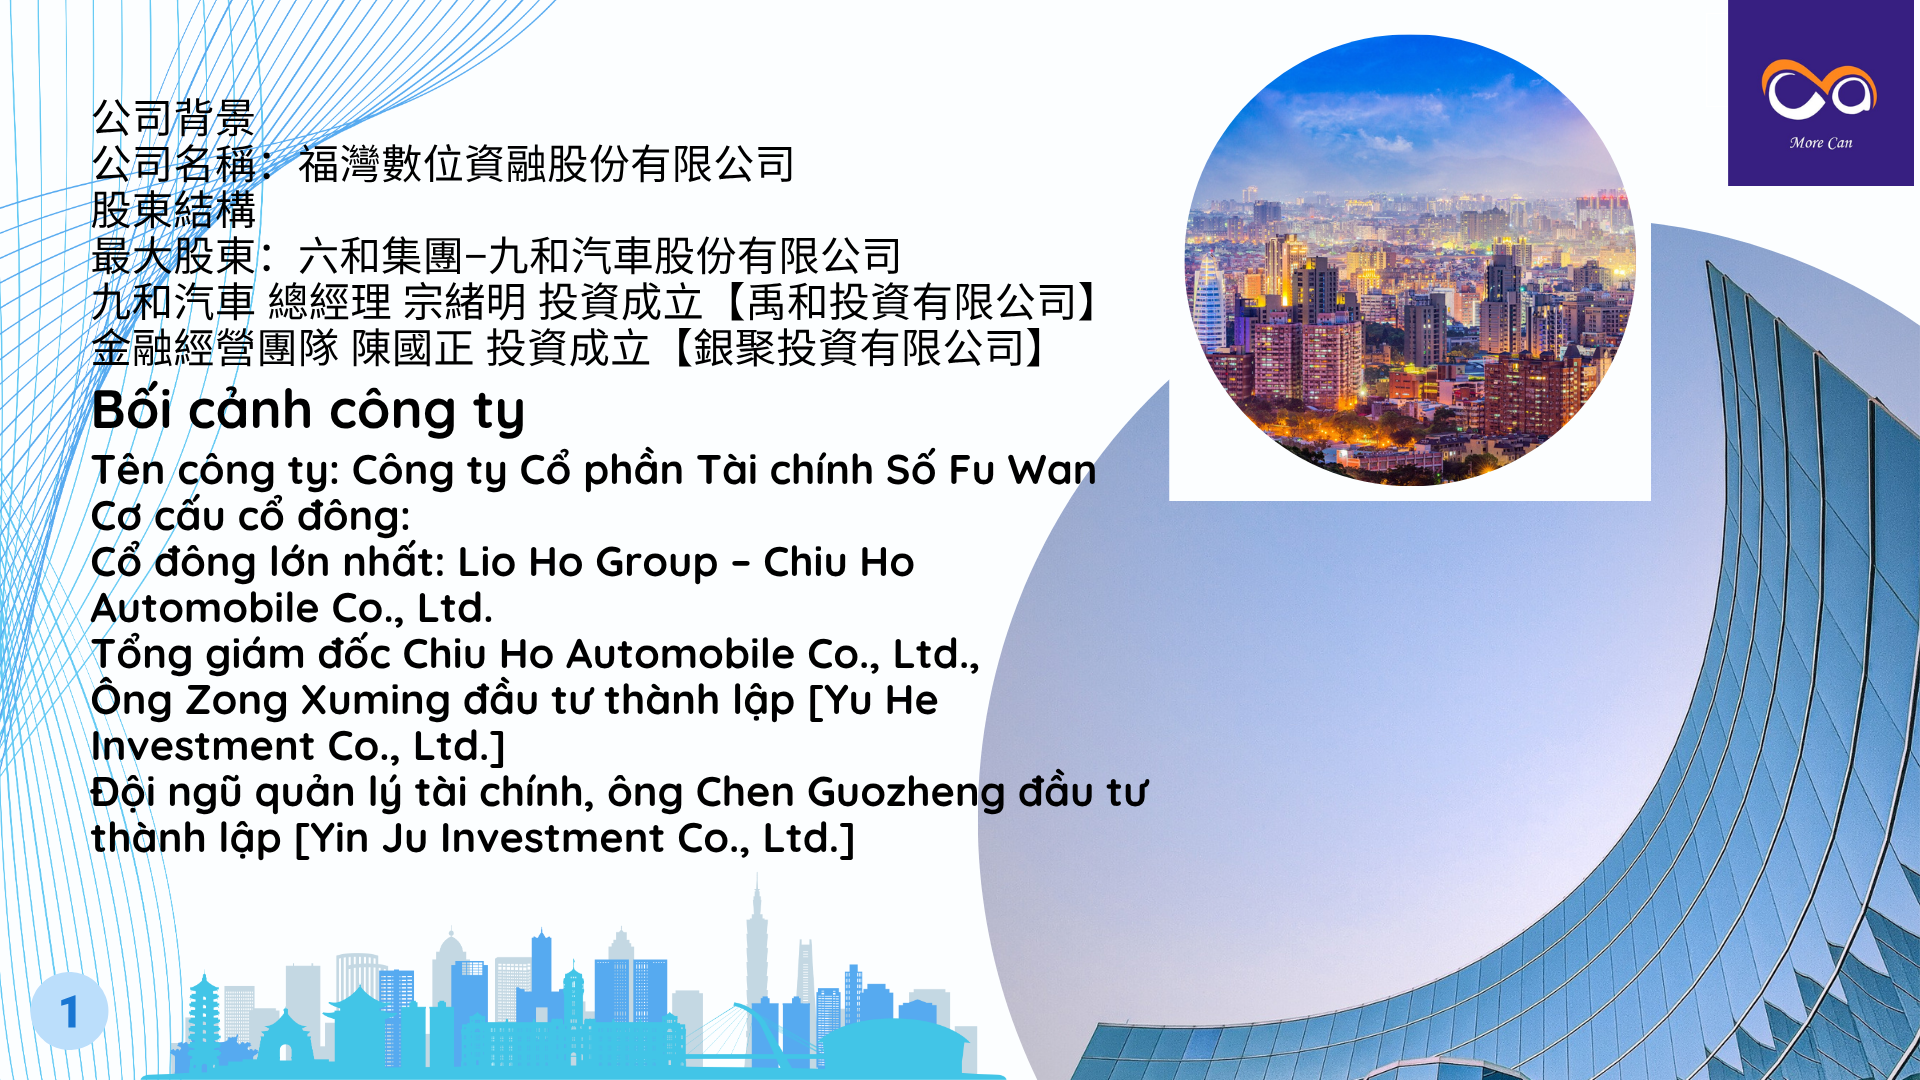 公司背景
公司名稱：福灣數位資融股份有限公司
股東結構
最大股東：六和集團–九和汽車股份有限公司
九和汽車 總經理 宗緒明 投資成立【禹和投資有限公司】
金融經營團隊 陳國正 投資成立【銀聚投資有限公司】
Bối cảnh công ty
Tên công ty: Công ty Cổ phần Tài chính Số Fu Wan
Cơ cấu cổ đông:
Cổ đông lớn nhất: Lio Ho Group – Chiu Ho
Automobile Co., Ltd.
Tổng giám đốc Chiu Ho Automobile Co., Ltd.,
Ông Zong Xuming đầu tư thành lập [Yu He
Investment Co., Ltd.]
Đội ngũ quản lý tài chính, ông Chen Guozheng đầu tư
thành lập [Yin Ju Investment Co., Ltd.]
More Can
1